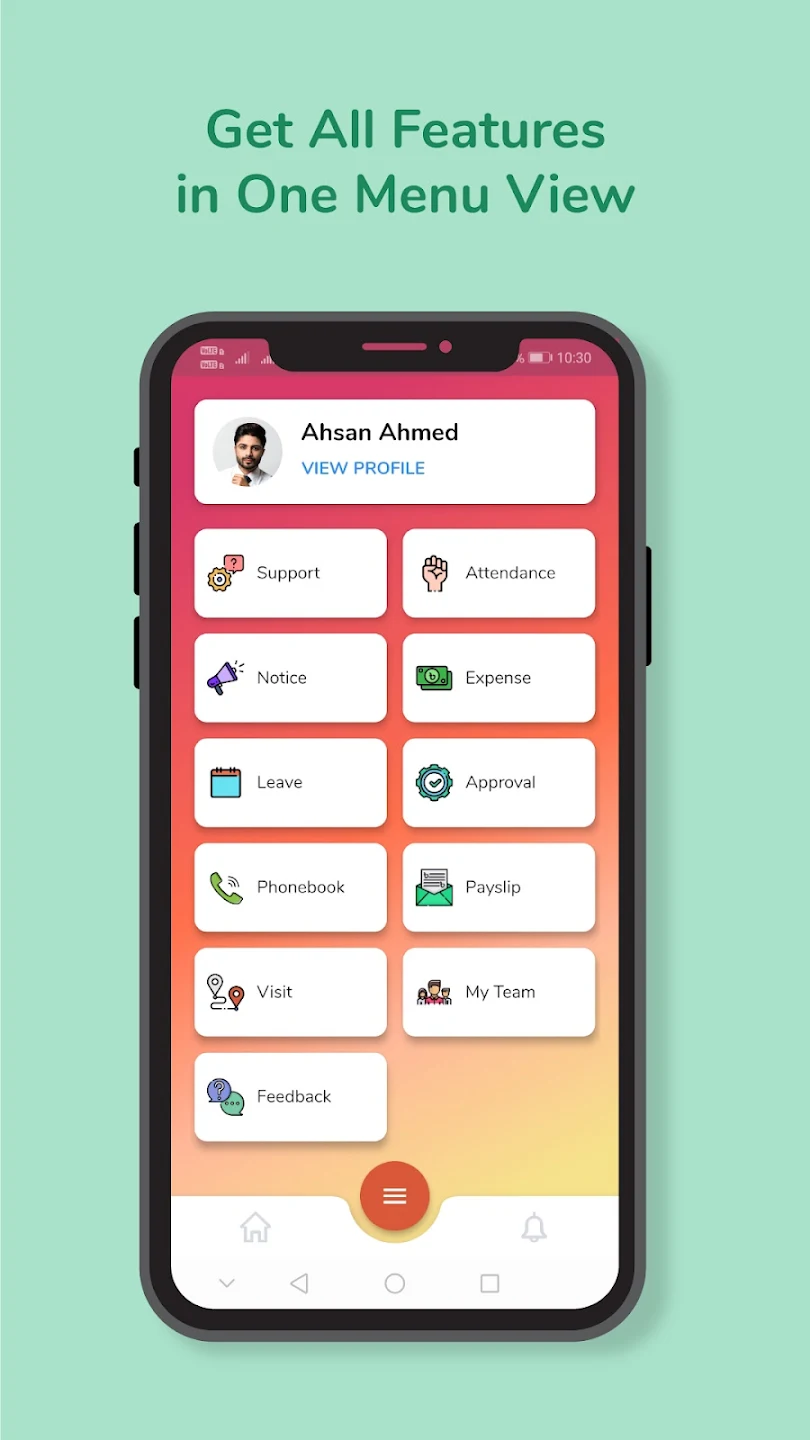 Get All Features
in One Menu View
10:30
Ahsan Ahmed
VIEW PROFILE
Support
Attendance
Notice
Expense
Leave
Approval
Phonebook
Payslip
Visit
My Team
Feedback